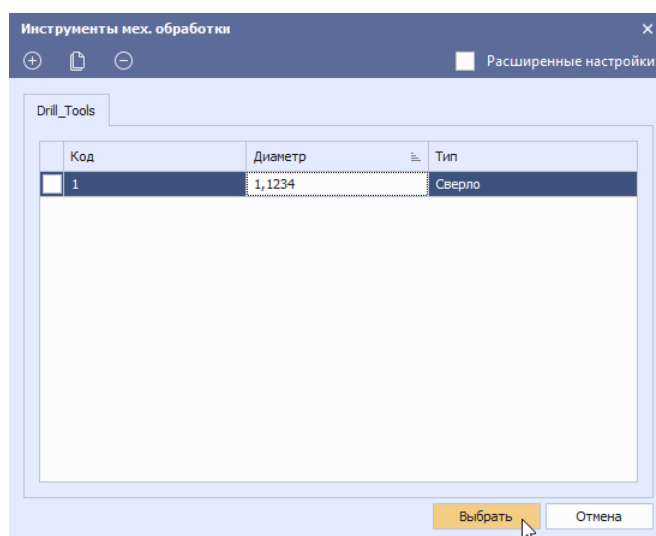 Инструменты мех. обработки
Расширенные настройки
Drill_Tools
Код Диаметр Тип
1 1,1234 Сверло
Выбрать Отмена